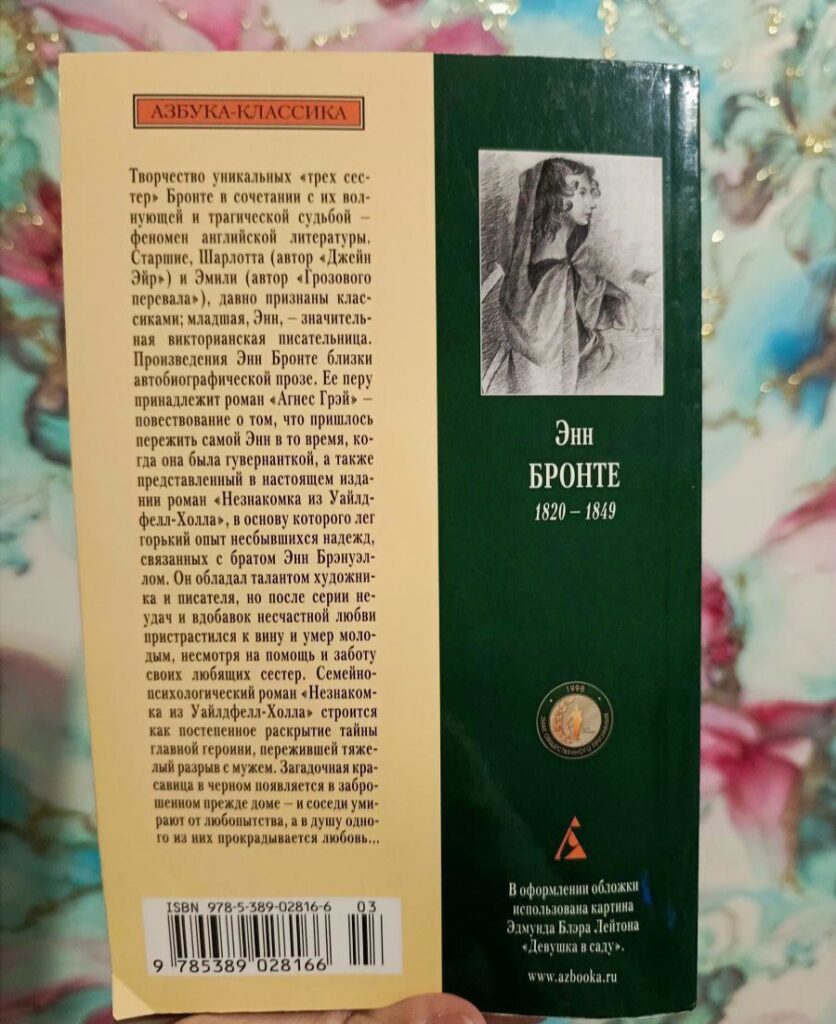 АЗБУКА-КЛАССИКА
Творчество уникальных «трех сес-
тер» Бронте в сочетании с их вол-
нующей и трагической судьбой –
феномен английской литературы.
Старшие, Шарлотта (автор «Джейн
Эйр») и Эмили (автор «Грозового
перевала»), давно признаны клас-
сиками; младшая, Энн, – значитель-
ная викторианская писательница.
Произведения Энн Бронте близки
автобиографической прозе. Ее перу
принадлежит роман «Агнес Грэй» –
повествование о том, что пришлось
пережить самой Энн в то время, ко-
гда она была гувернанткой, а также
представленный в настоящем изда-
нии роман «Незнакомка из Уайлд-
фелл-Холла», в основу которого лег
горький опыт несбывшихся надежд,
связанных с братом Энн Брэнуэл-
лом. Он обладал талантом художни-
ка и писателя, но после серии не-
удач и вдобавок несчастной любви
пристрастился к вину и умер моло-
дым, несмотря на помощь и заботу
своих любящих сестер. Семейно-
психологический роман «Незнаком-
ка из Уайлдфелл-Холла» строится
как постепенное раскрытие тайны
главной героини, пережившей тяже-
лый разрыв с мужем. Загадочная кра-
савица в черном появляется в забро-
шенном прежде доме – и соседи уми-
рают от любопытства, а в душу одно-
го из них прокрадывается любовь...
ISBN 978-5-389-02816-6 03
9 785389 028166
Энн
БРОНТЕ
1820 – 1849
1998
ЗНАК ОБЩЕСТВЕННОГО ПРИЗНАНИЯ
В оформлении обложки
использована картина
Эдмунда Блэра Лейтона
«Девушка в саду».
www.azbooka.ru